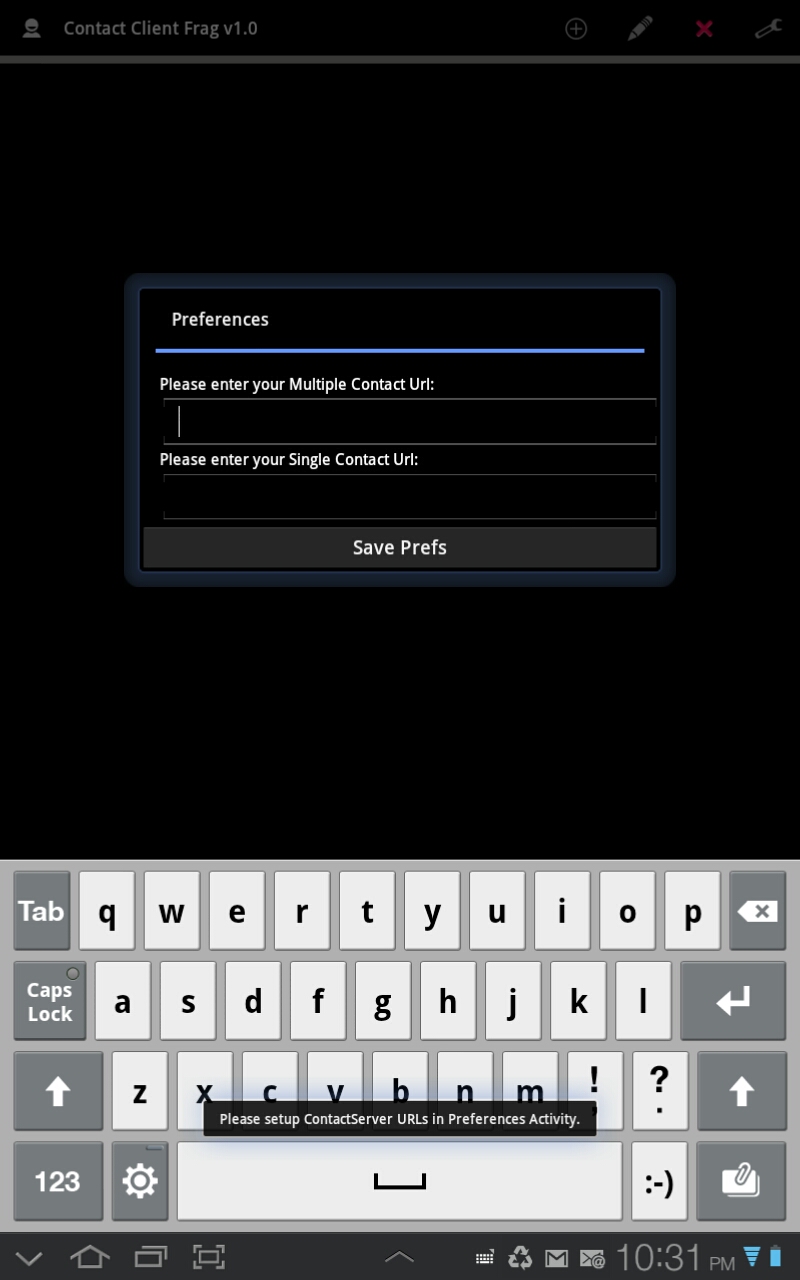 Contact Client Frag v1.0
Preferences
Please enter your Multiple Contact Url:
Please enter your Single Contact Url:
Save Prefs
Tab q w e r t y u i o p
Caps Lock a s d f g h j k l
z x c v b n m ! , ? .
Please setup ContactServer URLs in Preferences Activity.
123 :-)
10:31 PM